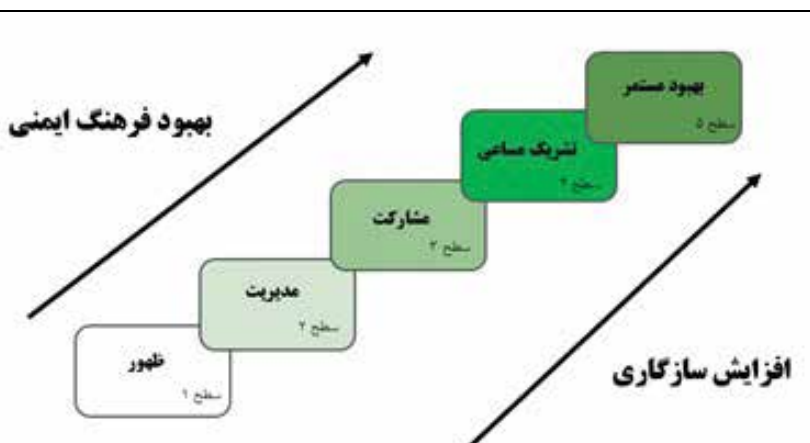 بهبود مستمر
سطح ۵
تشریک مساعی
سطح ۴
مشارکت
سطح ۳
مدیریت
سطح ۲
ظهور
سطح ۱
بهبود فرهنگ ایمنی
افزایش سازگاری